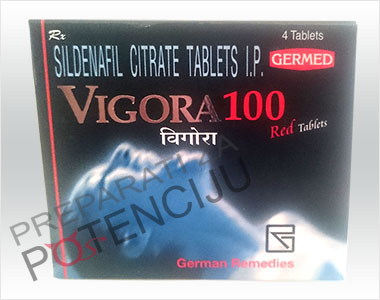 Rx
4 Tablets
SILDENAFIL CITRATE TABLETS I.P.
GERMED
VIGORA 100
Red Tablets
विगोरा
PREPARATI ZA
POTENCIJU
G
German Remedies